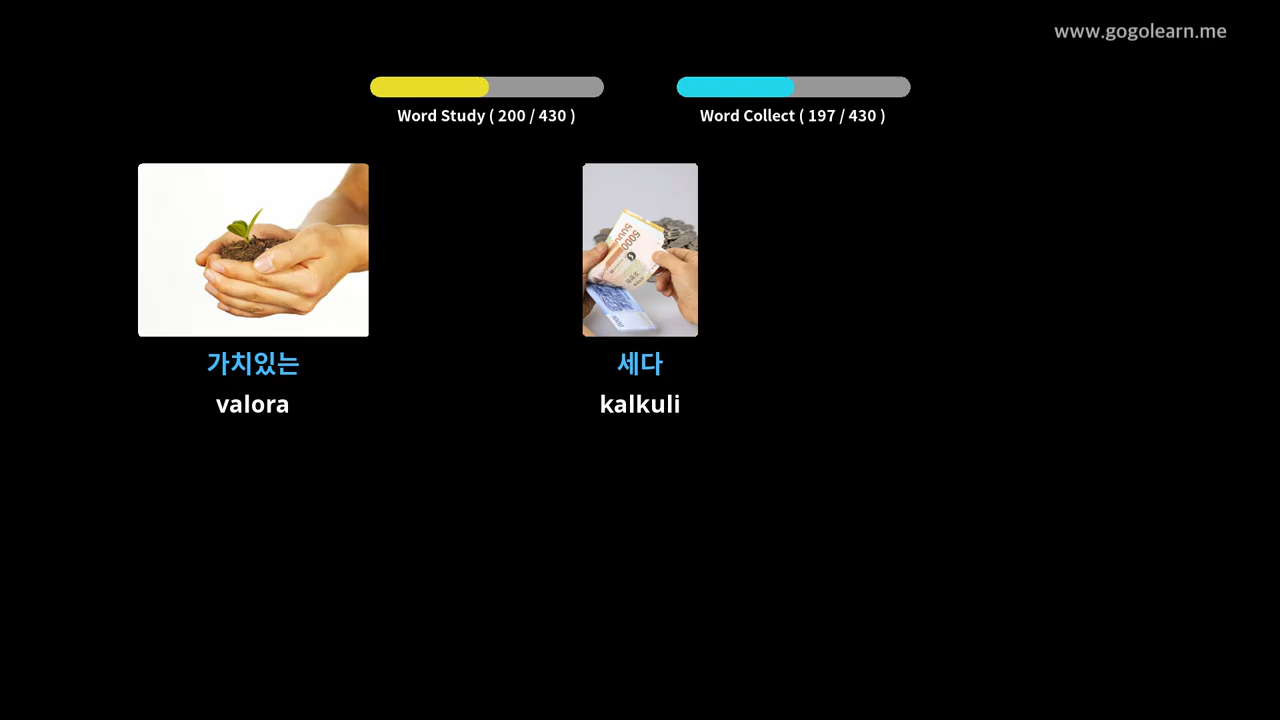 www.gogolearn.me
Word Study ( 200 / 430 )
Word Collect ( 197 / 430 )
가치있는
valora
세다
kalkuli